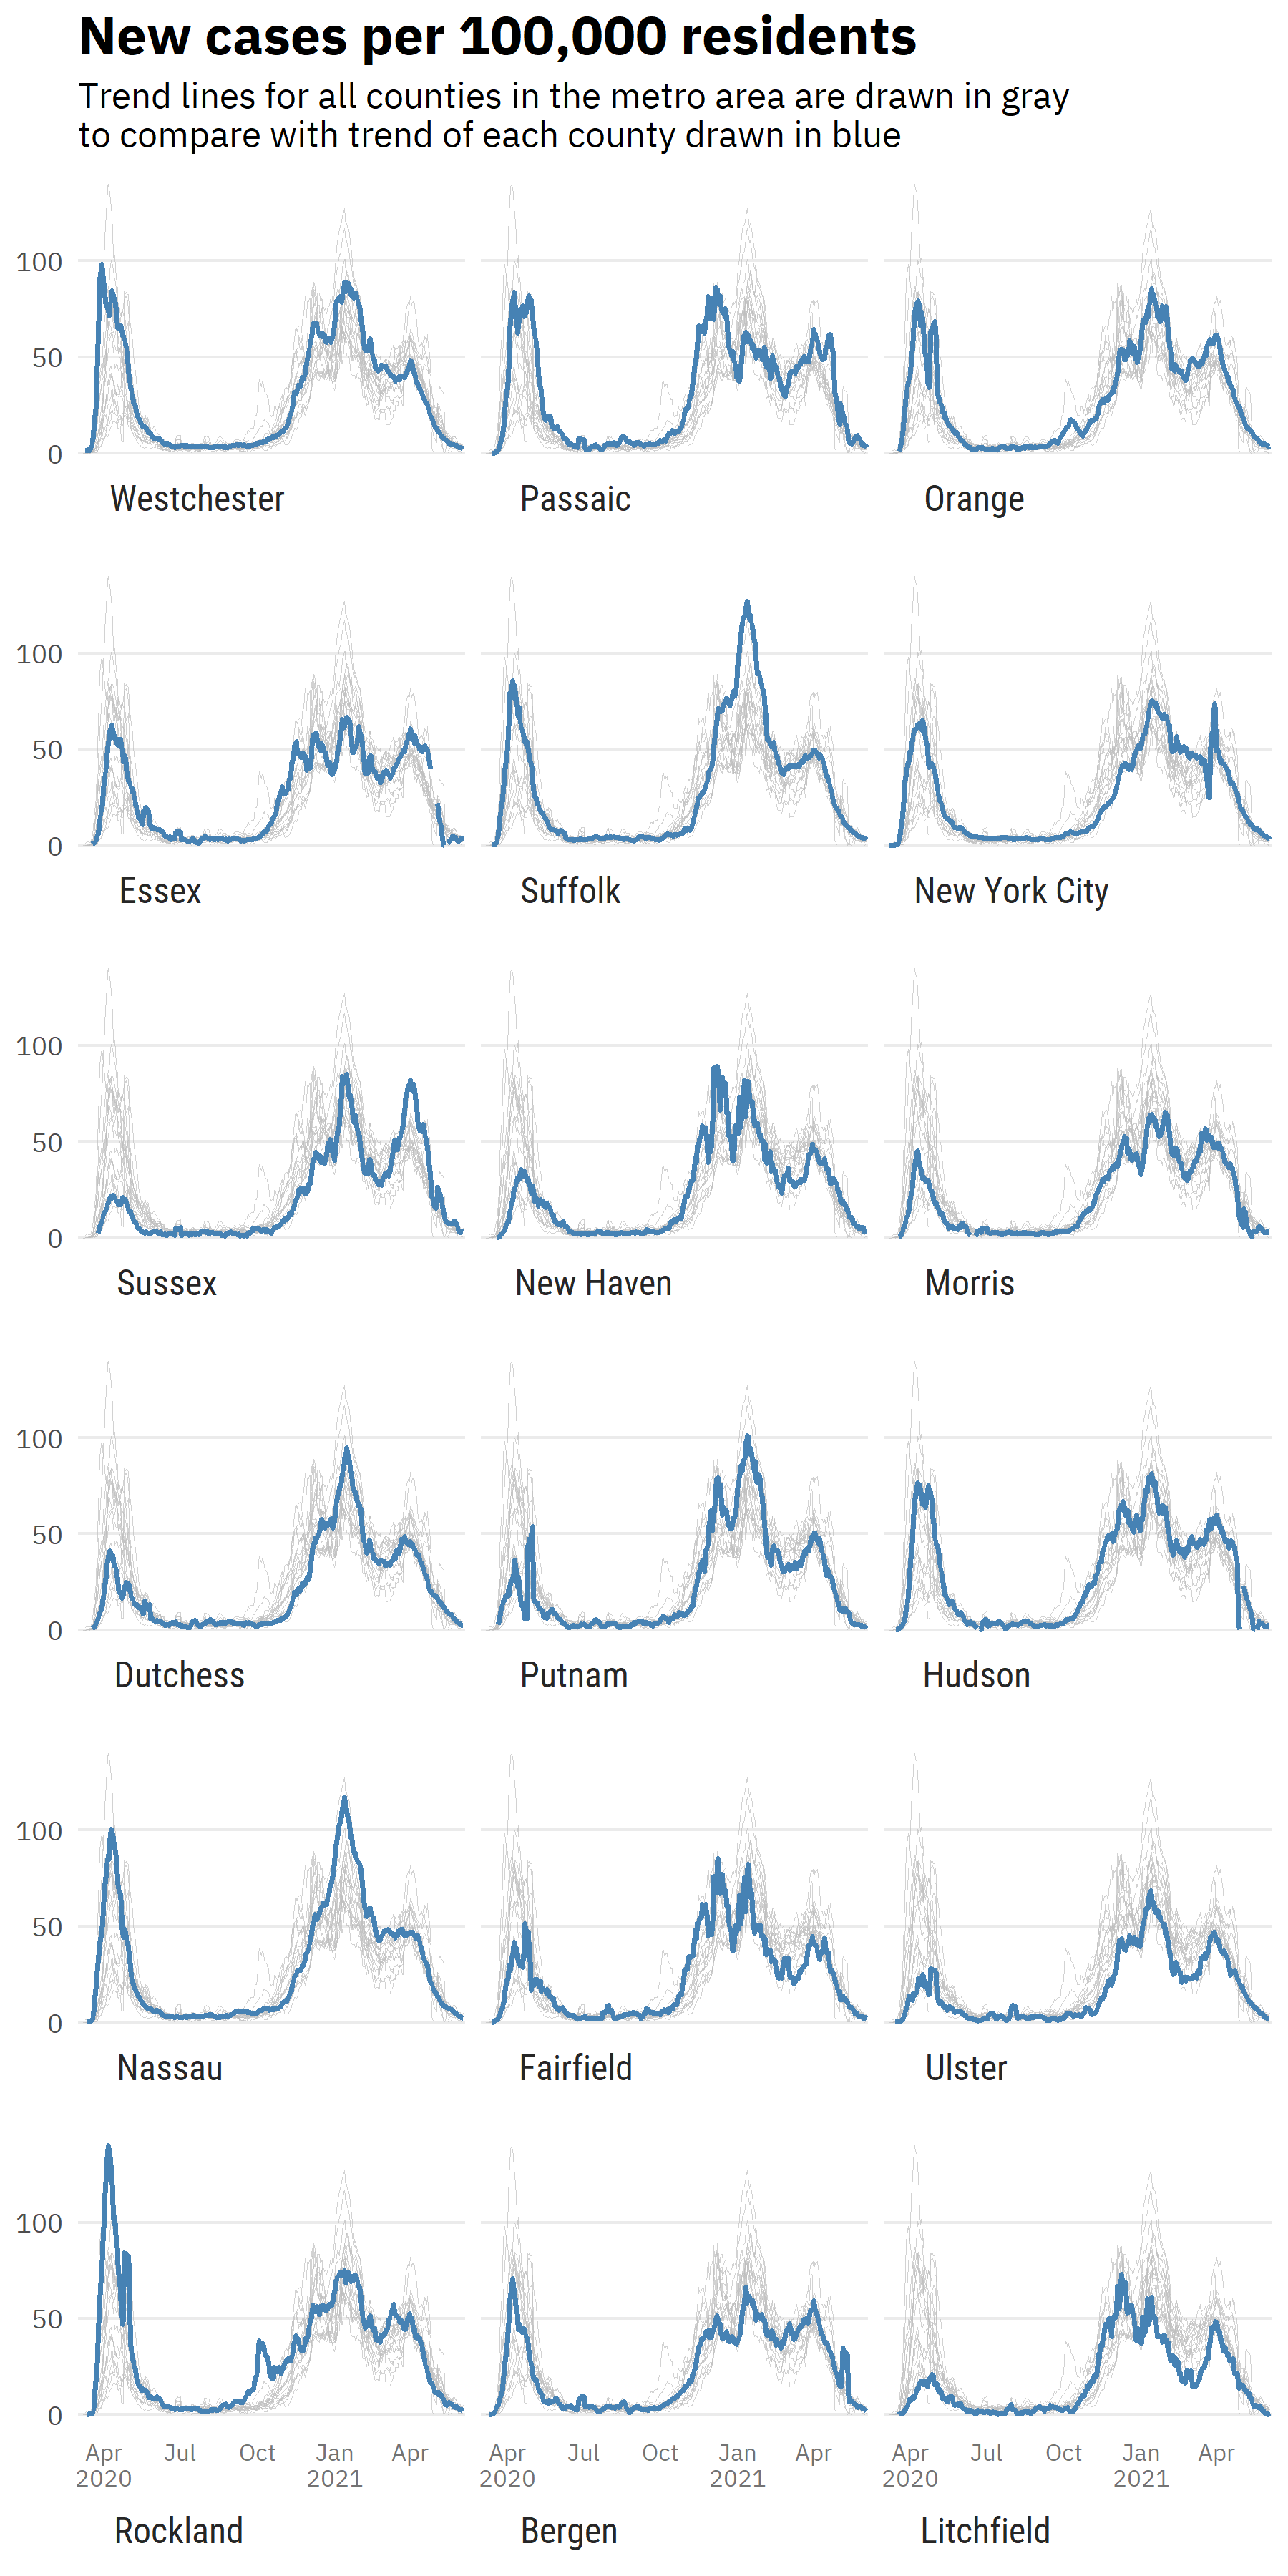 New cases per 100,000 residents
Trend lines for all counties in the metro area are drawn in gray
to compare with trend of each county drawn in blue
100
50
0
Westchester Passaic Orange
100
50
0
Essex Suffolk New York City
100
50
0
Sussex New Haven Morris
100
50
0
Dutchess Putnam Hudson
100
50
0
Nassau Fairfield Ulster
100
50
0
Apr Jul Oct Jan Apr Apr Jul Oct Jan Apr Apr Jul Oct Jan Apr
2020 2021 2020 2021 2020 2021
Rockland Bergen Litchfield